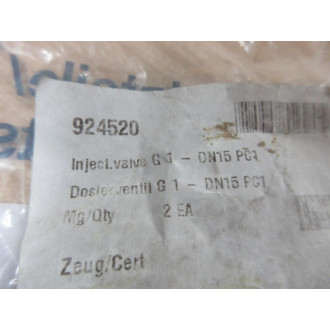 924520
Inject.valve G 1 - DN15 PC1
Dosierventil G 1 - DN15 PC1
Mg/Qty 2 EA
Zeug/Cert